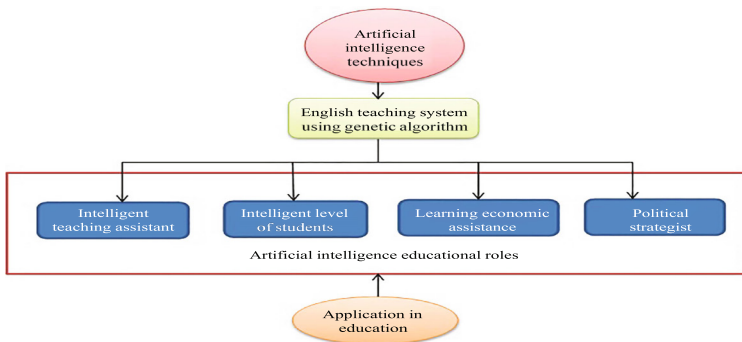 Artificial
intelligence
techniques
English teaching system
using genetic algorithm
Intelligent
teaching assistant
Intelligent level
of students
Learning economic
assistance
Political
strategist
Artificial intelligence educational roles
Application in
education